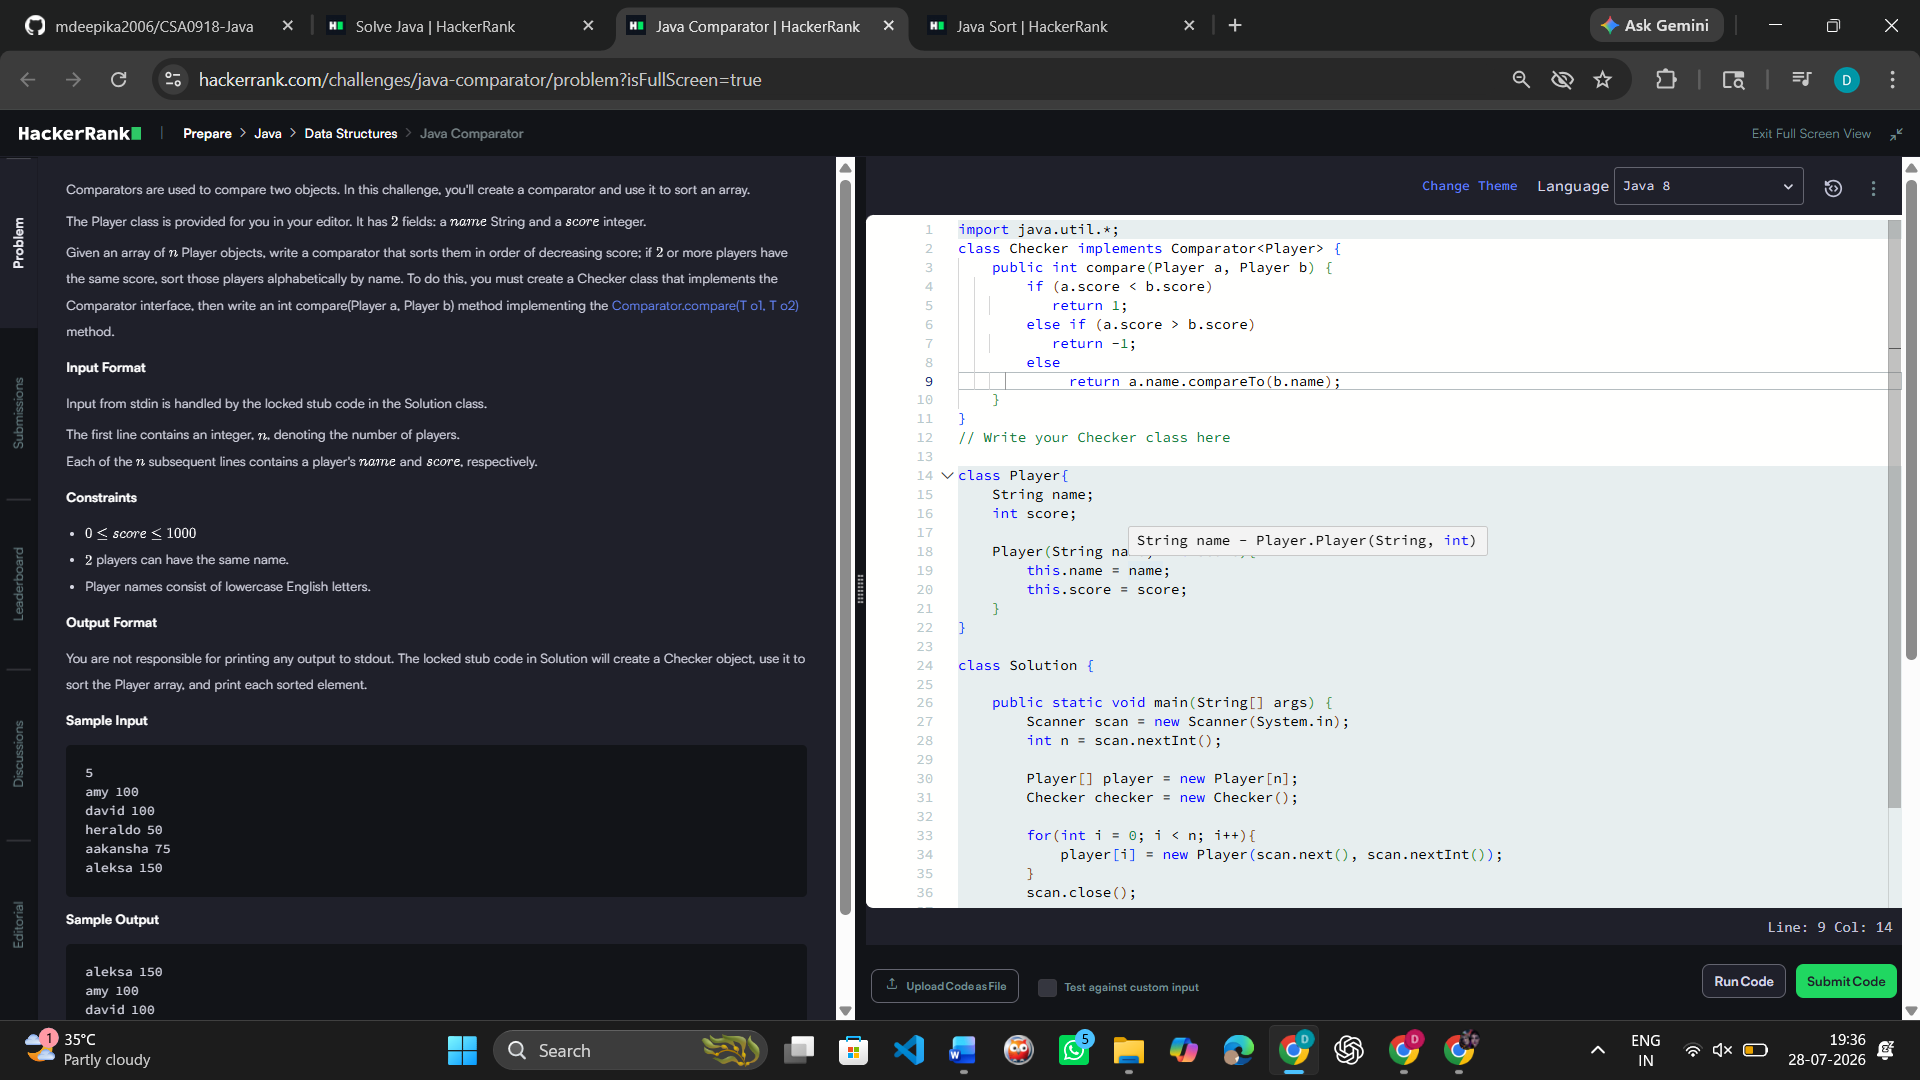 mdeepika2006/CSA0918-Java
Solve Java | HackerRank
Java Comparator | HackerRank
Java Sort | HackerRank
Ask Gemini
hackerrank.com/challenges/java-comparator/problem?isFullScreen=true
D
HackerRank
Prepare > Java > Data Structures > Java Comparator
Exit Full Screen View
Problem
Submissions
Leaderboard
Discussions
Editorial
Comparators are used to compare two objects. In this challenge, you'll create a comparator and use it to sort an array.
The Player class is provided for you in your editor. It has 2 fields: a name String and a score integer.
Given an array of n Player objects, write a comparator that sorts them in order of decreasing score; if 2 or more players have
the same score, sort those players alphabetically by name. To do this, you must create a Checker class that implements the
Comparator interface, then write an int compare(Player a, Player b) method implementing the Comparator.compare(T o1, T o2)
method.
Input Format
Input from stdin is handled by the locked stub code in the Solution class.
The first line contains an integer, n, denoting the number of players.
Each of the n subsequent lines contains a player's name and score, respectively.
Constraints
• 0 ≤ score ≤ 1000
• 2 players can have the same name.
• Player names consist of lowercase English letters.
Output Format
You are not responsible for printing any output to stdout. The locked stub code in Solution will create a Checker object, use it to
sort the Player array, and print each sorted element.
Sample Input
5
amy 100
david 100
heraldo 50
aakansha 75
aleksa 150
Sample Output
aleksa 150
amy 100
david 100
Change Theme Language Java 8
1 import java.util.*;
2 class Checker implements Comparator<Player> {
3 public int compare(Player a, Player b) {
4 if (a.score < b.score)
5 return 1;
6 else if (a.score > b.score)
7 return -1;
8 else
9 return a.name.compareTo(b.name);
10 }
11 }
12 // Write your Checker class here
13
14 class Player{
15 String name;
16 int score;
17
String name - Player.Player(String, int)
18 Player(String na
19 this.name = name;
20 this.score = score;
21 }
22 }
23
24 class Solution {
25
26 public static void main(String[] args) {
27 Scanner scan = new Scanner(System.in);
28 int n = scan.nextInt();
29
30 Player[] player = new Player[n];
31 Checker checker = new Checker();
32
33 for(int i = 0; i < n; i++){
34 player[i] = new Player(scan.next(), scan.nextInt());
35 }
36 scan.close();
Line: 9 Col: 14
Upload Code as File
Test against custom input
Run Code
Submit Code
1
35°C
Partly cloudy
Search
5
D
D
ENG
IN
19:36
28-07-2026